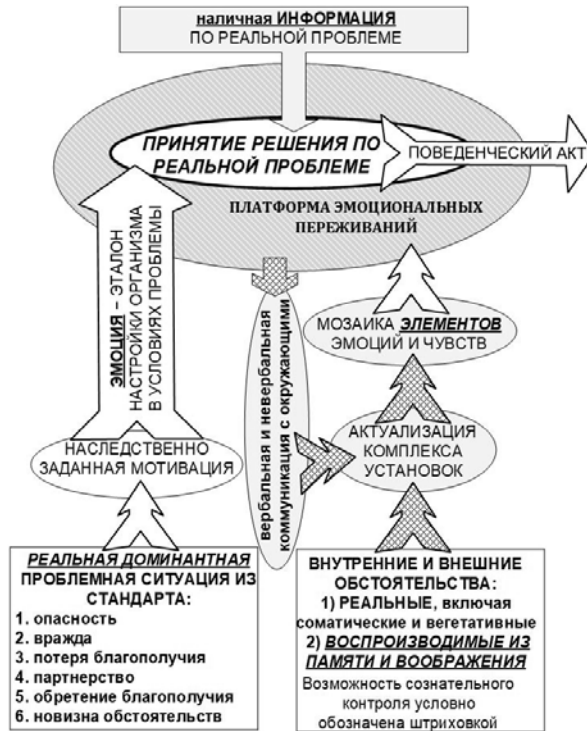 наличная ИНФОРМАЦИЯ
ПО РЕАЛЬНОЙ ПРОБЛЕМЕ
ПРИНЯТИЕ РЕШЕНИЯ ПО
РЕАЛЬНОЙ ПРОБЛЕМЕ
ПОВЕДЕНЧЕСКИЙ АКТ
ПЛАТФОРМА ЭМОЦИОНАЛЬНЫХ
ПЕРЕЖИВАНИЙ
ЭМОЦИЯ – ЭТАЛОН
НАСТРОЙКИ ОРГАНИЗМА
В УСЛОВИЯХ ПРОБЛЕМЫ
вербальная и невербальная
коммуникация с окружающими
МОЗАИКА ЭЛЕМЕНТОВ
ЭМОЦИЙ И ЧУВСТВ
НАСЛЕДСТВЕННО
ЗАДАННАЯ МОТИВАЦИЯ
АКТУАЛИЗАЦИЯ
КОМПЛЕКСА
УСТАНОВОК
РЕАЛЬНАЯ ДОМИНАНТНАЯ
ПРОБЛЕМНАЯ СИТУАЦИЯ ИЗ
СТАНДАРТА:
1. опасность
2. вражда
3. потеря благополучия
4. партнерство
5. обретение благополучия
6. новизна обстоятельств
ВНУТРЕННИЕ И ВНЕШНИЕ
ОБСТОЯТЕЛЬСТВА:
1) РЕАЛЬНЫЕ, включая
соматические и вегетативные
2) ВОСПРОИЗВОДИМЫЕ ИЗ
ПАМЯТИ И ВООБРАЖЕНИЯ
Возможность сознательного
контроля условно
обозначена штриховкой